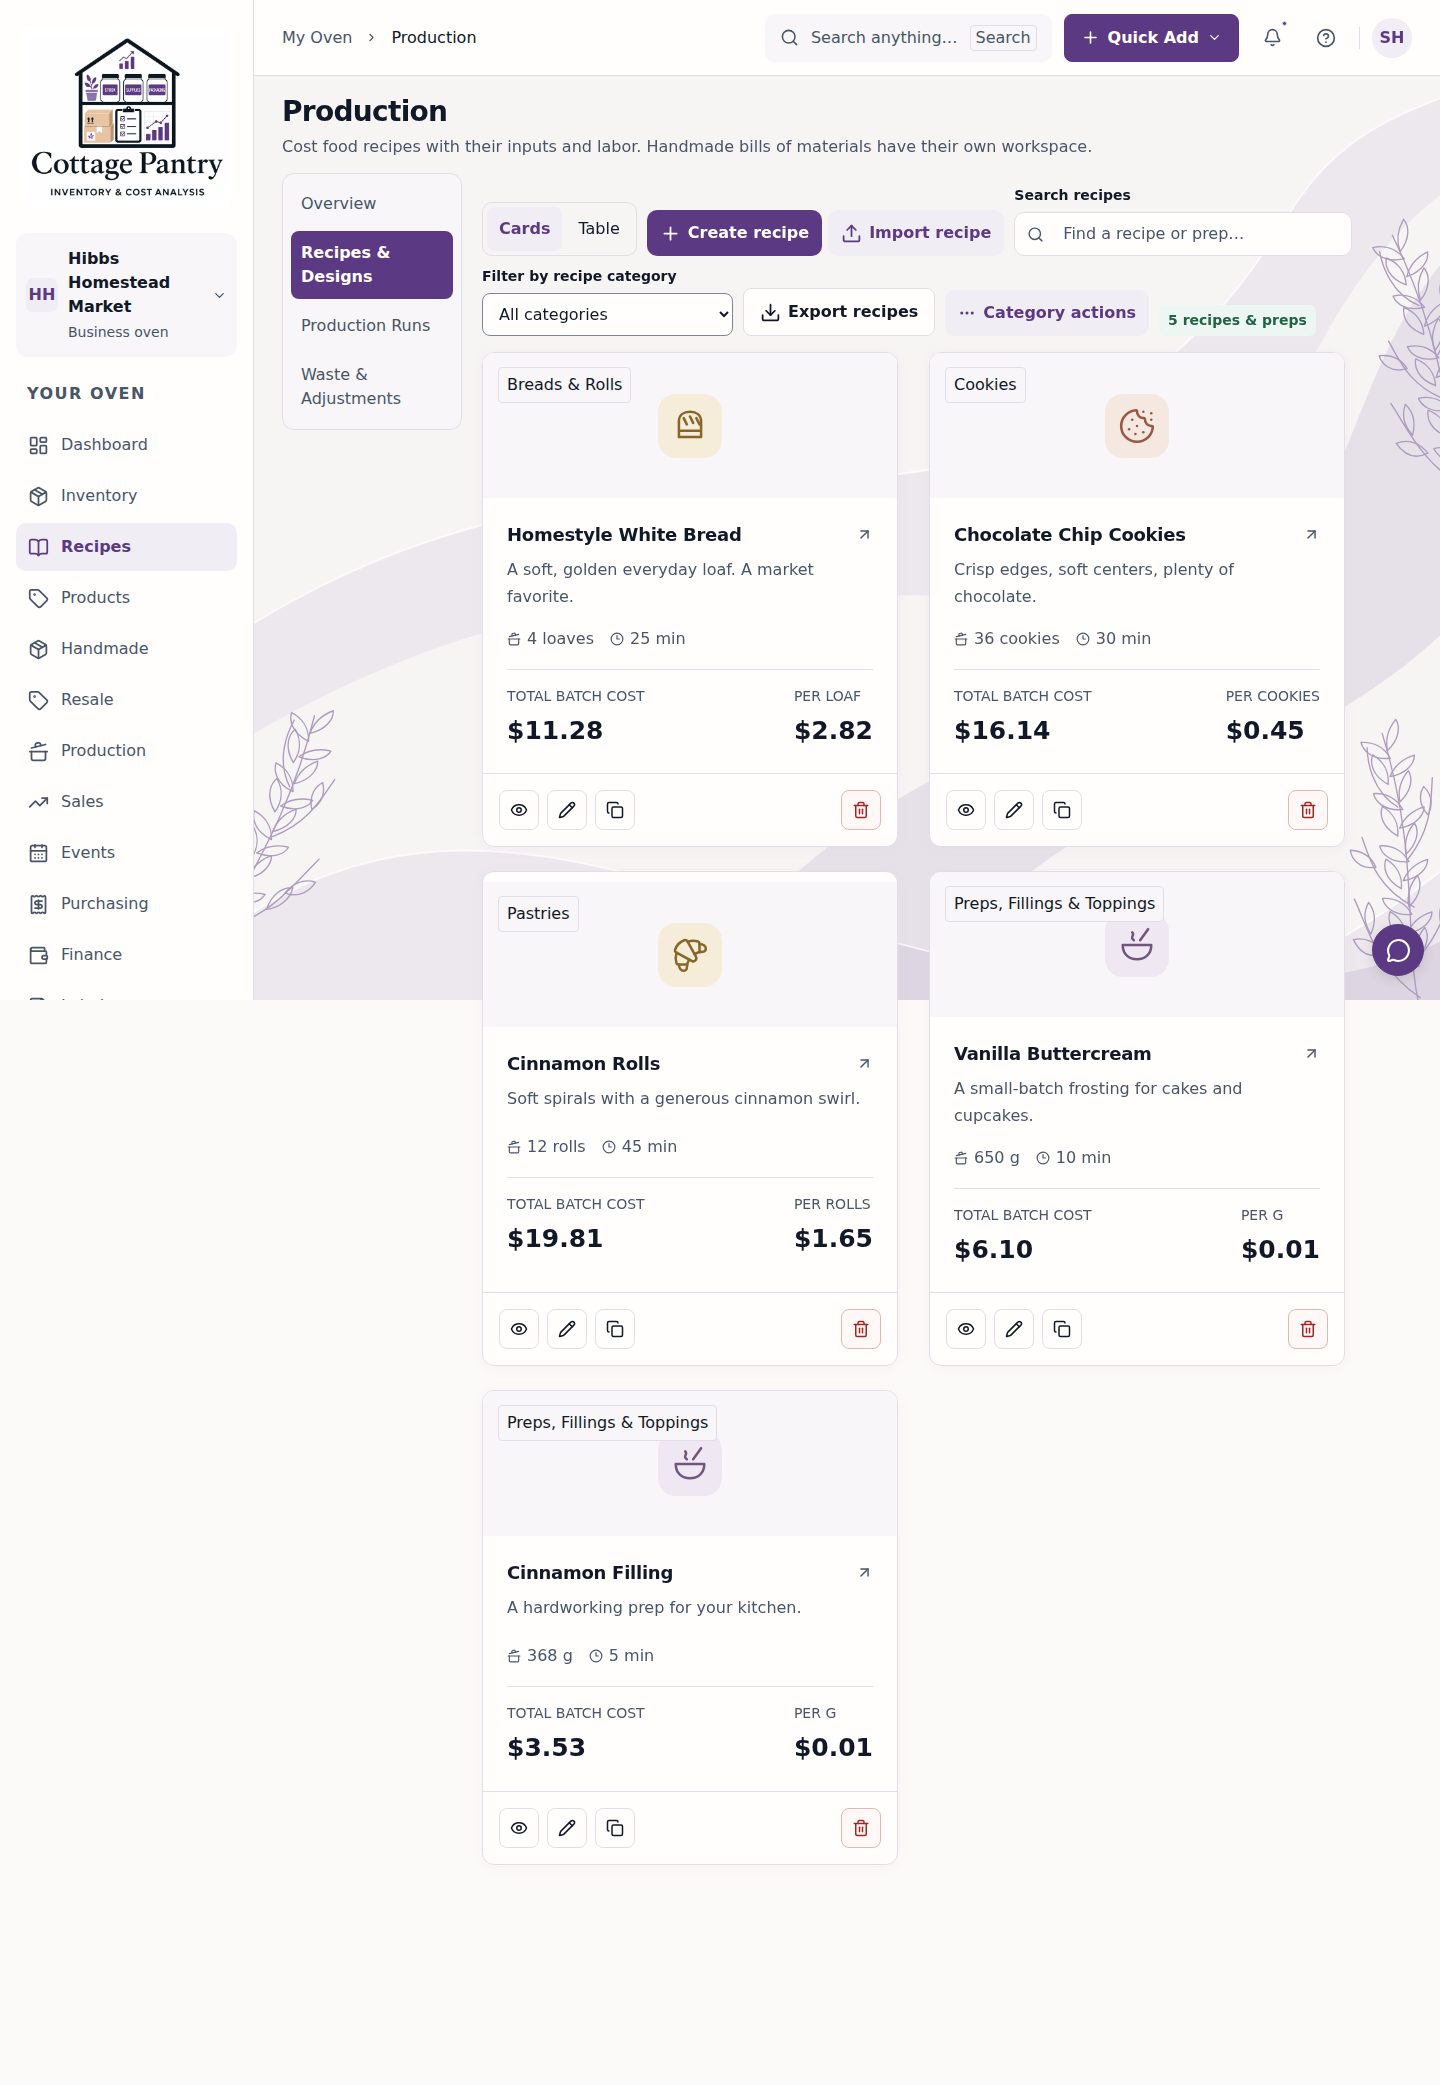 Cottage Pantry
INVENTORY & COST ANALYSIS
HH
Hibbs
Homestead
Market
Business oven
YOUR OVEN
Dashboard
Inventory
Recipes
Products
Handmade
Resale
Production
Sales
Events
Purchasing
Finance
My Oven
Production
Search anything...
Search
Quick Add
SH
Production
Cost food recipes with their inputs and labor. Handmade bills of materials have their own workspace.
Overview
Recipes &
Designs
Production Runs
Waste &
Adjustments
Cards
Table
Create recipe
Import recipe
Search recipes
Find a recipe or prep...
Filter by recipe category
All categories
Export recipes
Category actions
5 recipes & preps
Breads & Rolls
Homestyle White Bread
A soft, golden everyday loaf. A market
favorite.
4 loaves
25 min
TOTAL BATCH COST
PER LOAF
$11.28
$2.82
Cookies
Chocolate Chip Cookies
Crisp edges, soft centers, plenty of
chocolate.
36 cookies
30 min
TOTAL BATCH COST
PER COOKIES
$16.14
$0.45
Pastries
Cinnamon Rolls
Soft spirals with a generous cinnamon swirl.
12 rolls
45 min
TOTAL BATCH COST
PER ROLLS
$19.81
$1.65
Preps, Fillings & Toppings
Vanilla Buttercream
A small-batch frosting for cakes and
cupcakes.
650 g
10 min
TOTAL BATCH COST
PER G
$6.10
$0.01
Preps, Fillings & Toppings
Cinnamon Filling
A hardworking prep for your kitchen.
368 g
5 min
TOTAL BATCH COST
PER G
$3.53
$0.01